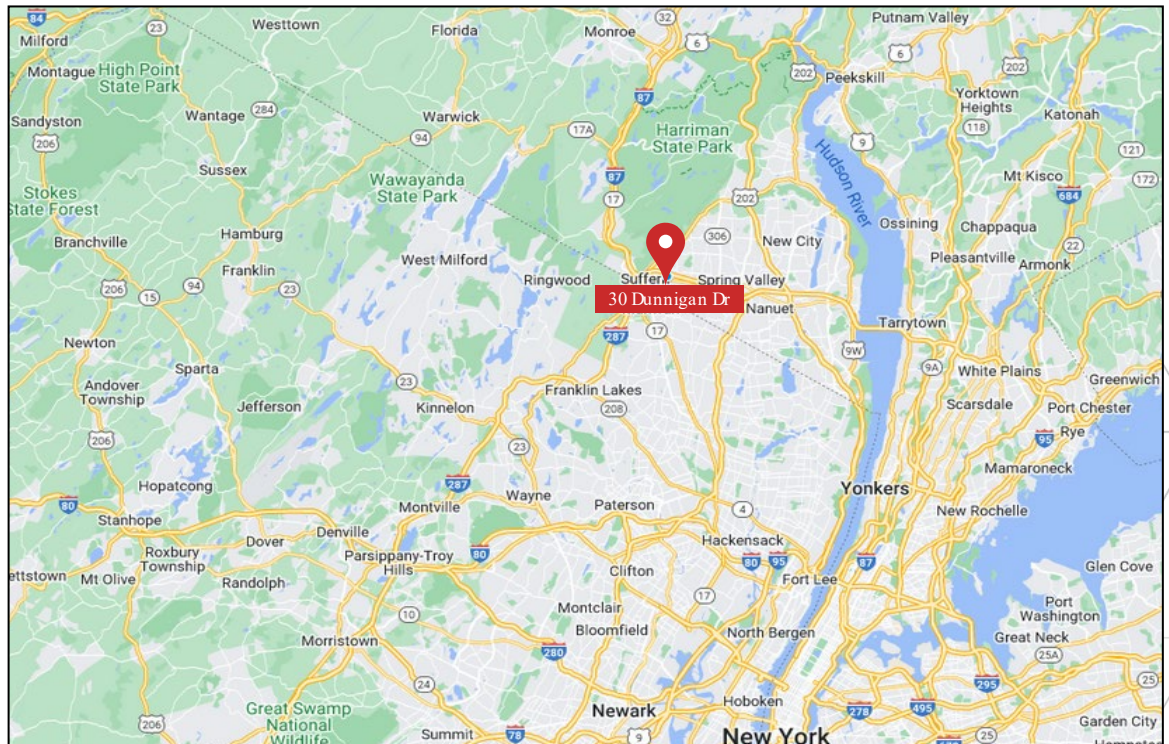 84
Milford
23
Westtown
Florida
Monroe
32
6
Putnam Valley
6
202
Montague
High Point
State Park
284
Wantage
87
202
Peekskill
Yorktown
Heights
118
Katonah
Sandyston
206
94
Warwick
17A
Harriman
State Park
9
121
Sussex
Wawayanda
State Park
87
17
202
Hudson River
Mt Kisco
172
684
Stokes
State Forest
Branchville
Hamburg
West Milford
306
New City
Ossining
Chappaqua
22
Pleasantville
Armonk
15
94
Franklin
23
Ringwood
Suffern
Spring Valley
30 Dunnigan Dr
Nanuet
Newton
287
17
Tarrytown
9W
9A
White Plains
Greenwich
Andover
Township
Sparta
Jefferson
23
Kinnelon
Franklin Lakes
208
Scarsdale
Port Chester
Rye
95
206
23
Mamaroneck
Hopatcong
287
Wayne
Paterson
4
Yonkers
New Rochelle
80
Stanhope
Dover
Denville
Montville
Hackensack
Roxbury
Township
Parsippany-Troy
Hills
80
80
95
87
Glen Cove
ettstown
Mt Olive
Randolph
Clifton
Fort Lee
10
Montclair
17
Port
Washington
Morristown
Bloomfield
North Bergen
Great Neck
25A
280
24
295
25
Hoboken
206
Great Swamp
National
Wildlife
Newark
278
495
Garden City
Summit
78
9
New York
25